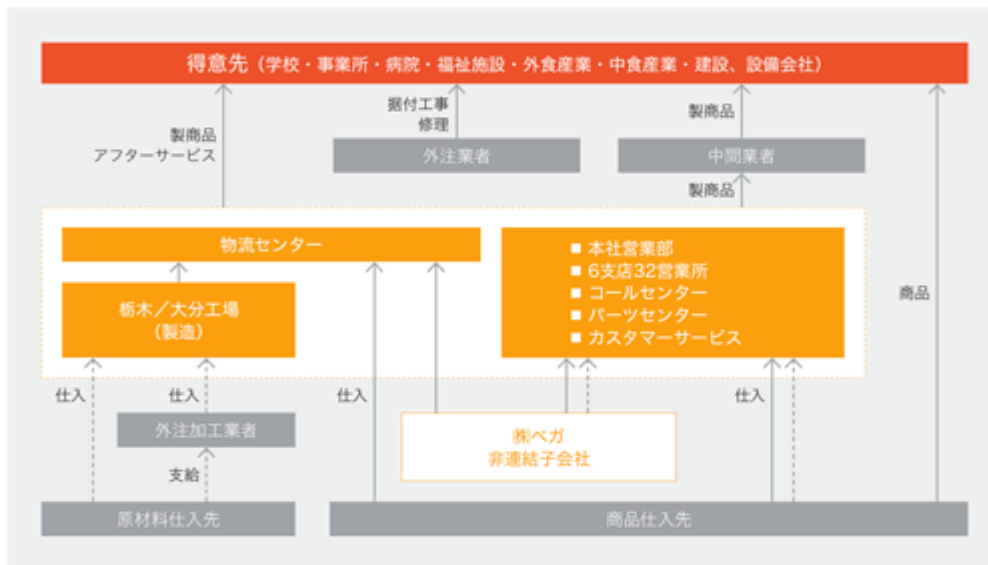 得意先（学校・事業所・病院・福祉施設・外食産業・中食産業・建設、設備会社）
据付工事
修理
製商品
製商品
アフターサービス
外注業者
中間業者
製商品
物流センター
■ 本社営業部
■ 6支店32営業所
■ コールセンター
■ パーツセンター
■ カスタマーサービス
商品
栃木／大分工場
（製造）
仕入
仕入
仕入
仕入
外注加工業者
㈱ベガ
非連結子会社
支給
原材料仕入先
商品仕入先